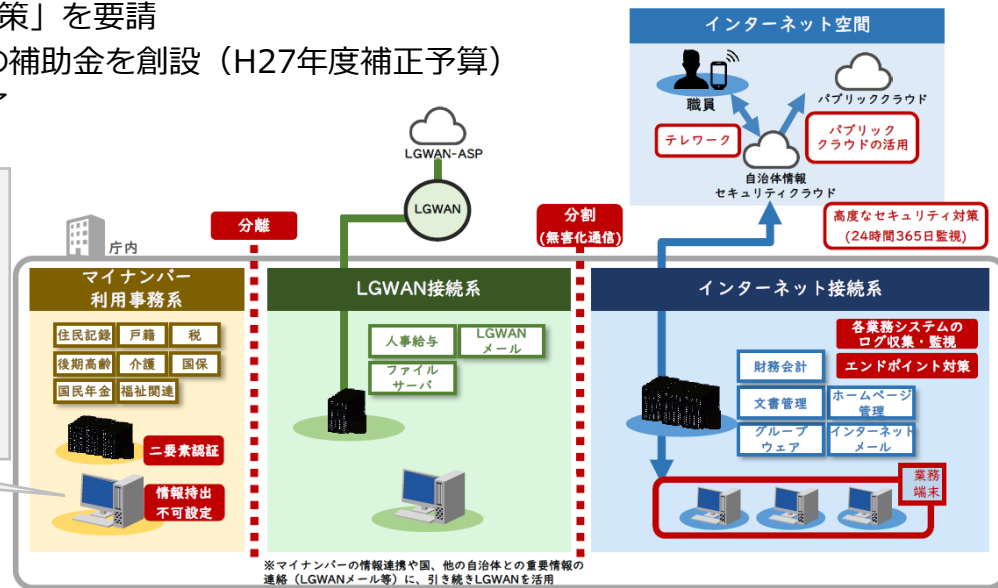 策」を要請
の補助金を創設（H27年度補正予算）
インターネット空間
職員
パブリッククラウド
テレワーク
パブリック
クラウドの活用
自治体情報
セキュリティクラウド
LGWAN-ASP
LGWAN
分離
分割
(無害化通信)
高度なセキュリティ対策
(24時間365日監視)
庁内
マイナンバー
利用事務系
住民記録
戸籍
税
後期高齢
介護
国保
国民年金
福祉関連
二要素認証
情報持出
不可設定
LGWAN接続系
人事給与
LGWAN
メール
ファイル
サーバ
インターネット接続系
各業務システムの
ログ収集・監視
エンドポイント対策
財務会計
文書管理
ホームページ
管理
グループ
ウェア
インターネット
メール
業務
端末
※マイナンバーの情報連携や国、他の自治体との重要情報の
連絡（LGWANメール等）に、引き続きLGWANを活用